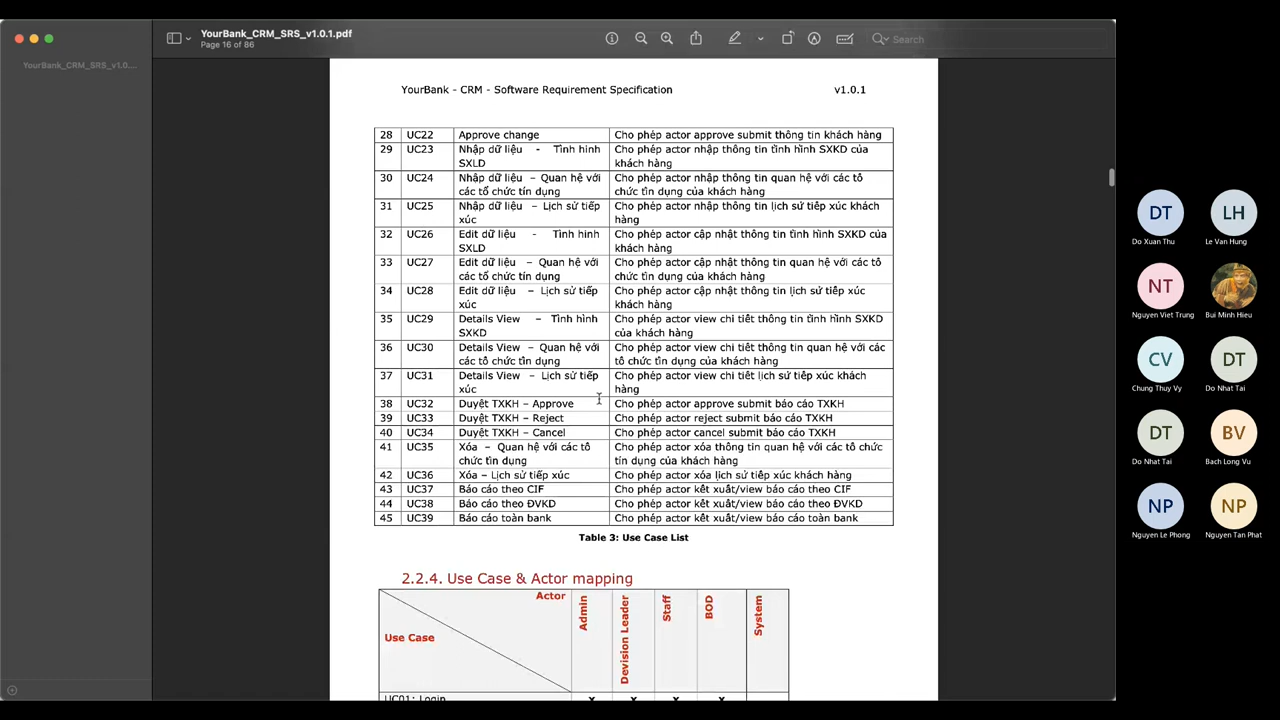 YourBank_CRM_SRS_v1.0.1.pdf
Page 16 of 86
Search
YourBank_CRM_SRS_v1.0....
YourBank - CRM - Software Requirement Specification v1.0.1
28 UC22 Approve change Cho phép actor approve submit thông tin khách hàng
29 UC23 Nhập dữ liệu - Tình hình Cho phép actor nhập thông tin tình hình SXKD của
SXLD khách hàng
30 UC24 Nhập dữ liệu – Quan hệ với Cho phép actor nhập thông tin quan hệ với các tổ
các tổ chức tín dụng chức tín dụng của khách hàng
31 UC25 Nhập dữ liệu – Lịch sử tiếp Cho phép actor nhập thông tin lịch sử tiếp xúc khách
xúc hàng
32 UC26 Edit dữ liệu - Tình hình Cho phép actor cập nhật thông tin tình hình SXKD của
SXLD khách hàng
33 UC27 Edit dữ liệu – Quan hệ với Cho phép actor cập nhật thông tin quan hệ với các tổ
các tổ chức tín dụng chức tín dụng của khách hàng
34 UC28 Edit dữ liệu – Lịch sử tiếp Cho phép actor cập nhật thông tin lịch sử tiếp xúc
xúc khách hàng
35 UC29 Details View – Tình hình Cho phép actor view chi tiết thông tin tình hình SXKD
SXKD của khách hàng
36 UC30 Details View – Quan hệ với Cho phép actor view chi tiết thông tin quan hệ với các
các tổ chức tín dụng tổ chức tín dụng của khách hàng
37 UC31 Details View – Lịch sử tiếp Cho phép actor view chi tiết lịch sử tiếp xúc khách
xúc hàng
38 UC32 Duyệt TXKH – Approve Cho phép actor approve submit báo cáo TXKH
39 UC33 Duyệt TXKH – Reject Cho phép actor reject submit báo cáo TXKH
40 UC34 Duyệt TXKH – Cancel Cho phép actor cancel submit báo cáo TXKH
41 UC35 Xóa – Quan hệ với các tổ Cho phép actor xóa thông tin quan hệ với các tổ chức
chức tín dụng tín dụng của khách hàng
42 UC36 Xóa – Lịch sử tiếp xúc Cho phép actor xóa lịch sử tiếp xúc khách hàng
43 UC37 Báo cáo theo CIF Cho phép actor kết xuất/view báo cáo theo CIF
44 UC38 Báo cáo theo ĐVKD Cho phép actor kết xuất/view báo cáo theo ĐVKD
45 UC39 Báo cáo toàn bank Cho phép actor kết xuất/view báo cáo toàn bank
Table 3: Use Case List
2.2.4. Use Case & Actor mapping
Actor
Use Case
Admin
Devision Leader
Staff
BOD
System
UC01: Login x x x x
DT LH
Do Xuan Thu Le Van Hung
NT
Nguyen Viet Trung Bui Minh Hieu
CV DT
Chung Thuy Vy Do Nhat Tai
DT BV
Do Nhat Tai Bach Long Vu
NP NP
Nguyen Le Phong Nguyen Tan Phat